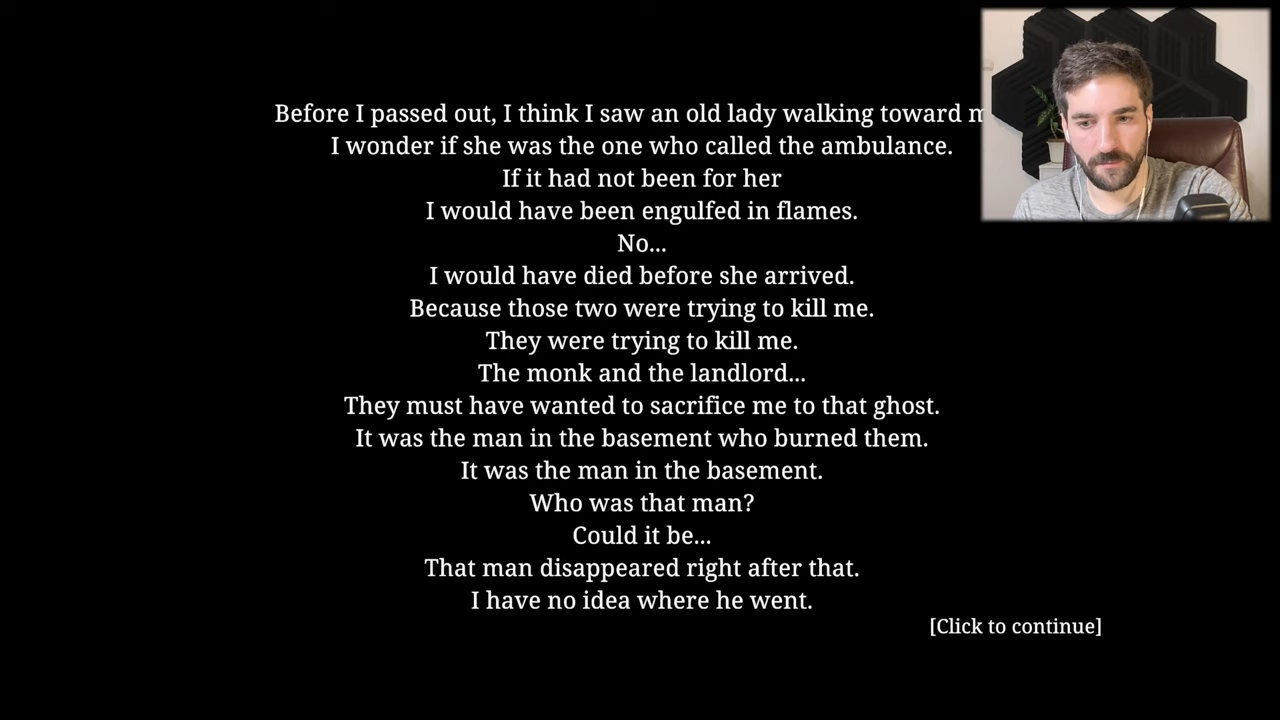 Before I passed out, I think I saw an old lady walking toward
I wonder if she was the one who called the ambulance.
If it had not been for her
I would have been engulfed in flames.
No...
I would have died before she arrived.
Because those two were trying to kill me.
They were trying to kill me.
The monk and the landlord...
They must have wanted to sacrifice me to that ghost.
It was the man in the basement who burned them.
It was the man in the basement.
Who was that man?
Could it be...
That man disappeared right after that.
I have no idea where he went.
[Click to continue]